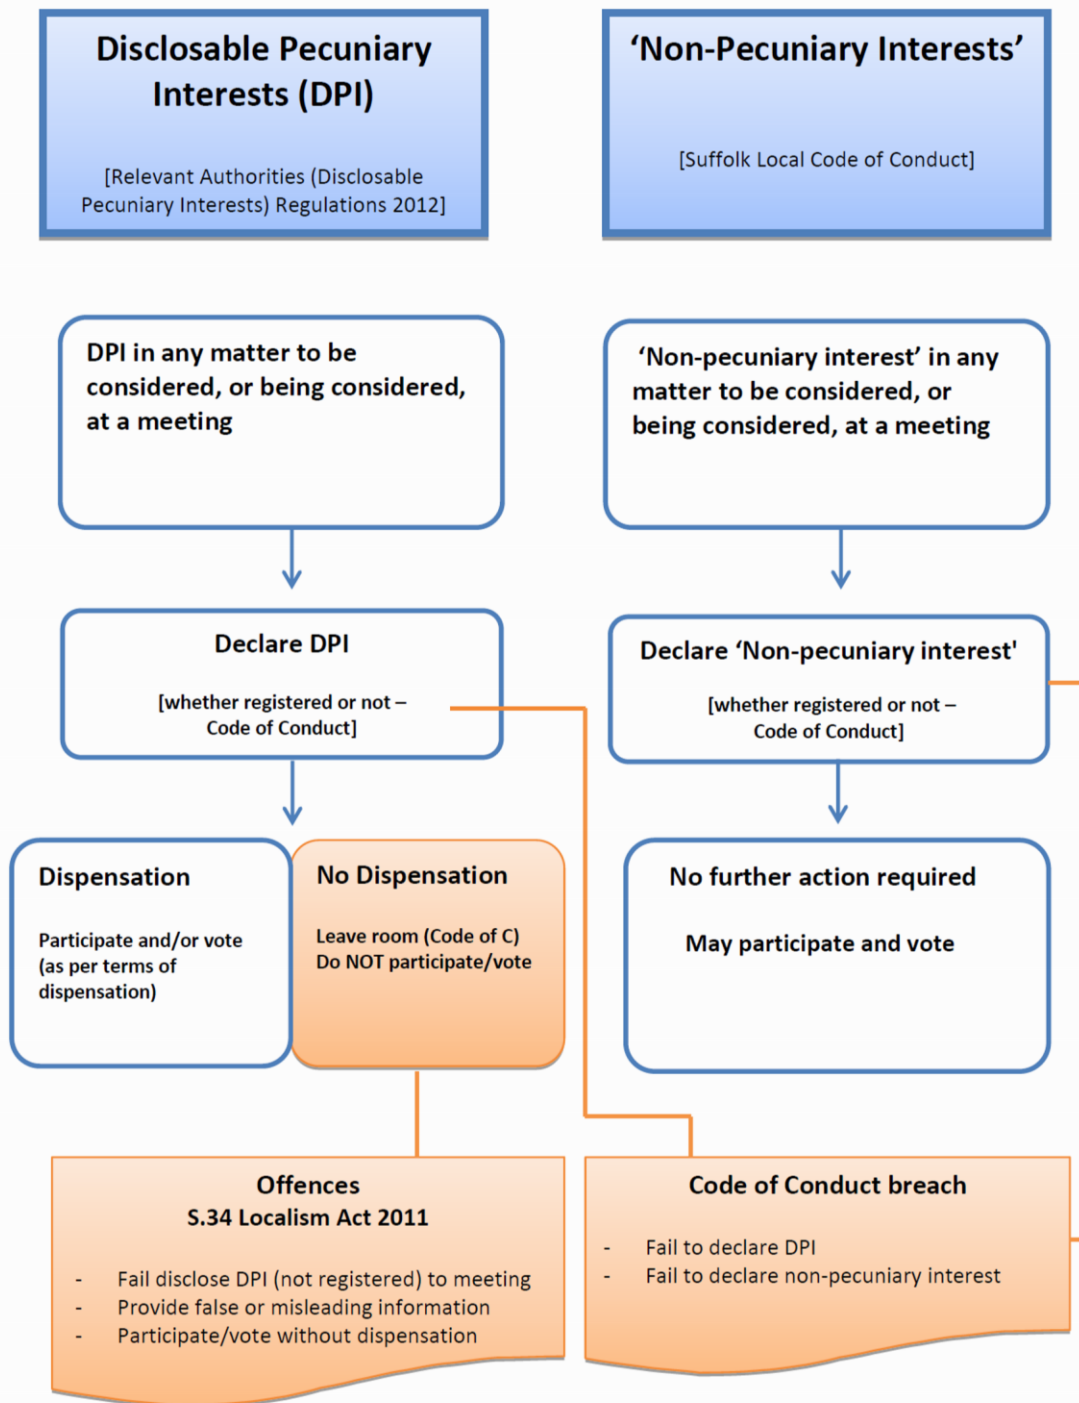 Disclosable Pecuniary
Interests (DPI)
[Relevant Authorities (Disclosable
Pecuniary Interests) Regulations 2012]
‘Non-Pecuniary Interests’
[Suffolk Local Code of Conduct]
DPI in any matter to be
considered, or being considered,
at a meeting
‘Non-pecuniary interest’ in any
matter to be considered, or
being considered, at a meeting
Declare DPI
[whether registered or not –
Code of Conduct]
Declare ‘Non-pecuniary interest'
[whether registered or not –
Code of Conduct]
Dispensation
Participate and/or vote
(as per terms of
dispensation)
No Dispensation
Leave room (Code of C)
Do NOT participate/vote
No further action required
May participate and vote
Offences
S.34 Localism Act 2011
- Fail disclose DPI (not registered) to meeting
- Provide false or misleading information
- Participate/vote without dispensation
Code of Conduct breach
- Fail to declare DPI
- Fail to declare non-pecuniary interest